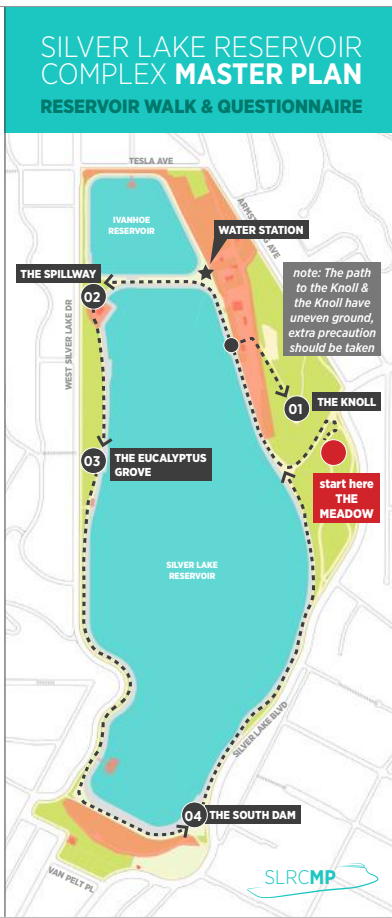 SILVER LAKE RESERVOIR
COMPLEX MASTER PLAN
RESERVOIR WALK & QUESTIONNAIRE
TESLA AVE
IVANHOE
RESERVOIR
ARMSTRONG AVE
WATER STATION
THE SPILLWAY
02
note: The path
to the Knoll &
the Knoll have
uneven ground,
extra precaution
should be taken
WEST SILVER LAKE DR
01
THE KNOLL
03
THE EUCALYPTUS
GROVE
start here
THE
MEADOW
SILVER LAKE
RESERVOIR
SILVER LAKE BLVD
04
THE SOUTH DAM
VAN PELT PL
SLRCMP